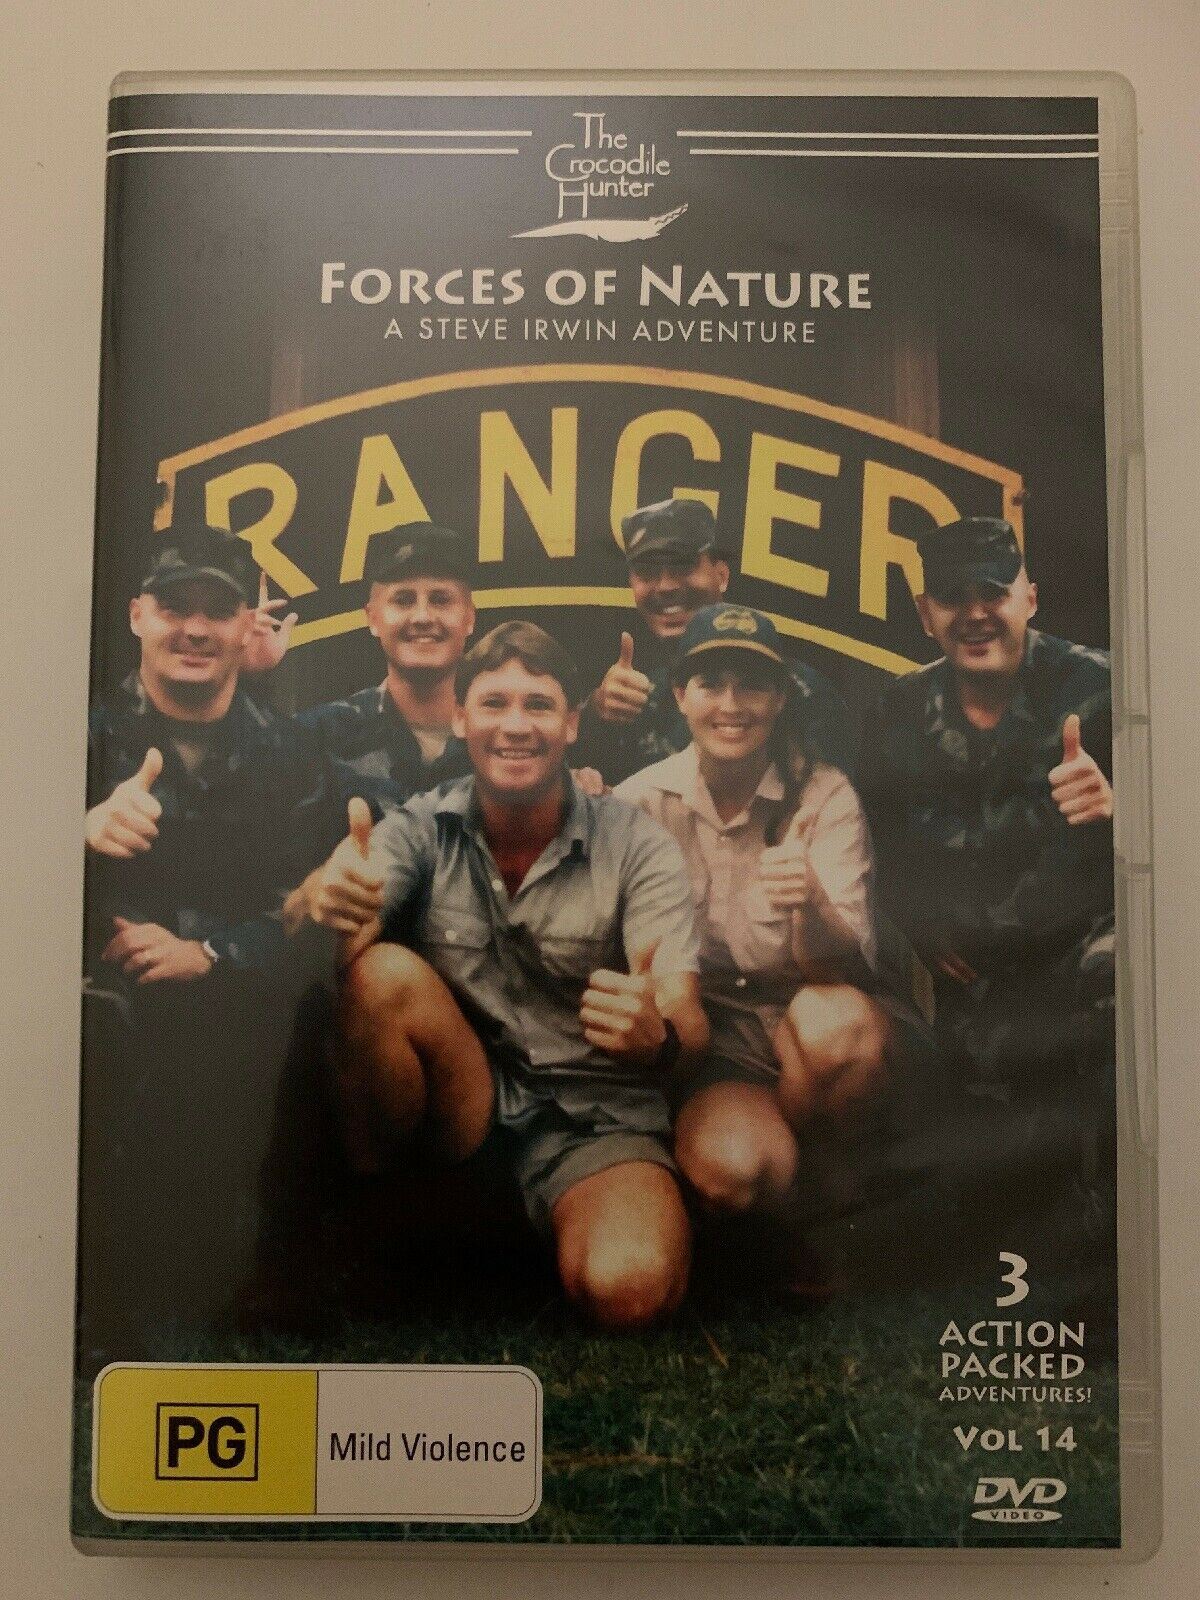 The
Crocodile
Hunter
FORCES OF NATURE
A STEVE IRWIN ADVENTURE
RANGER
3
ACTION
PACKED
ADVENTURES!
VOL 14
PG Mild Violence
DVD
VIDEO